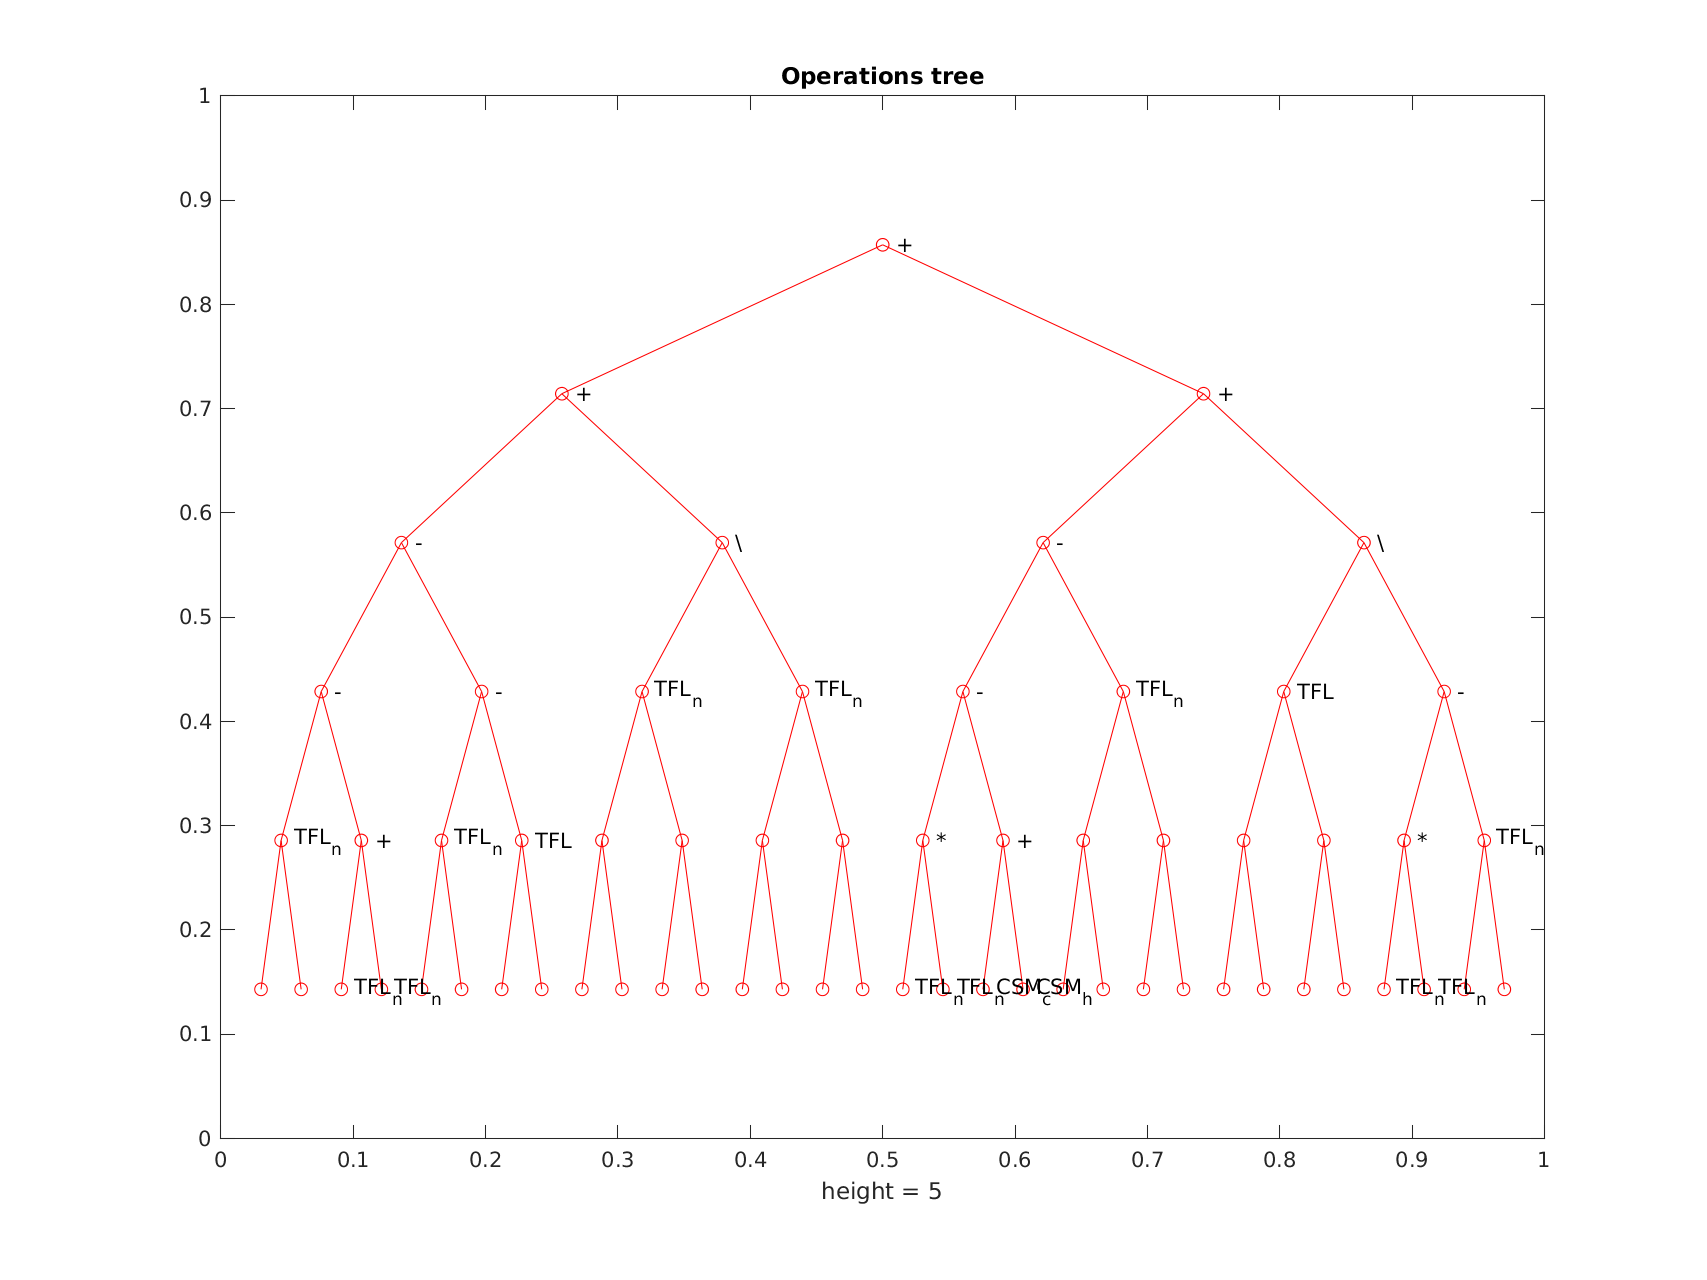 Operations tree
1
+
0.9
0.8
+ +
0.7
0.6
- \ - \
0.5
- - TFLn TFLn - TFLn TFL -
0.4
0.3
TFLn + TFLn TFL * + * TFLn
0.2
TFLn TFLn TFLn TFLn CSMc CSMh TFLn TFLn
0.1
0
0 0.1 0.2 0.3 0.4 0.5 0.6 0.7 0.8 0.9 1
height = 5